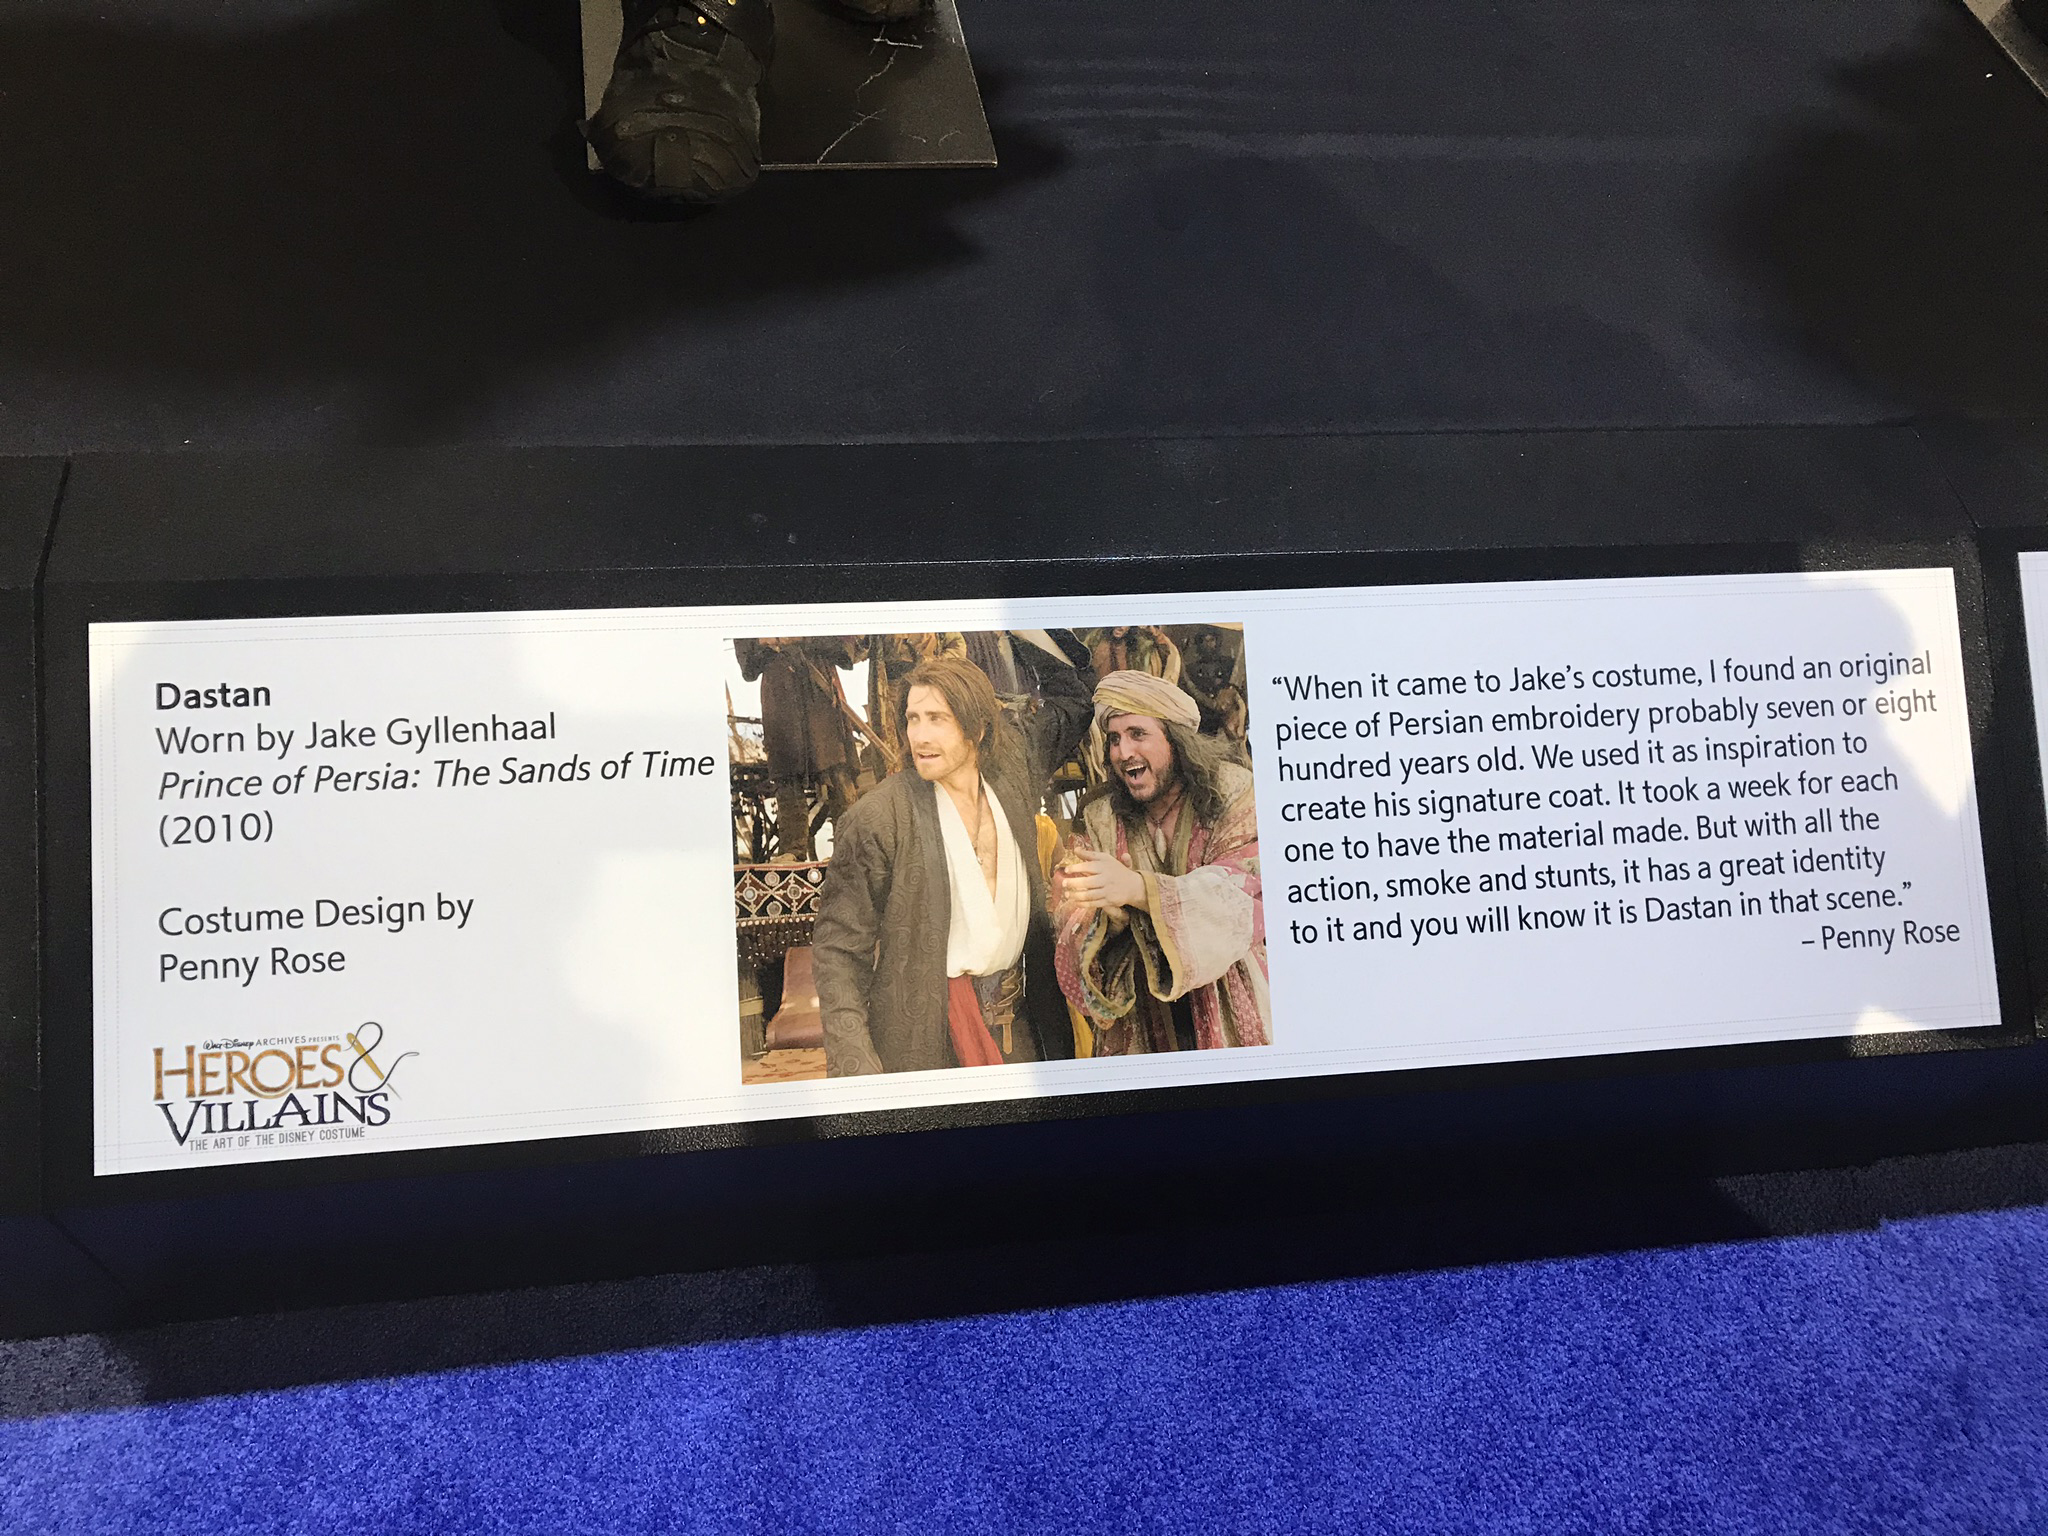 Dastan
Worn by Jake Gyllenhaal
Prince of Persia: The Sands of Time
(2010)
Costume Design by
Penny Rose
WALT DISNEY ARCHIVES PRESENTS
HEROES &
VILLAINS
THE ART OF THE DISNEY COSTUME
“When it came to Jake’s costume, I found an original
piece of Persian embroidery probably seven or eight
hundred years old. We used it as inspiration to
create his signature coat. It took a week for each
one to have the material made. But with all the
action, smoke and stunts, it has a great identity
to it and you will know it is Dastan in that scene.”
– Penny Rose